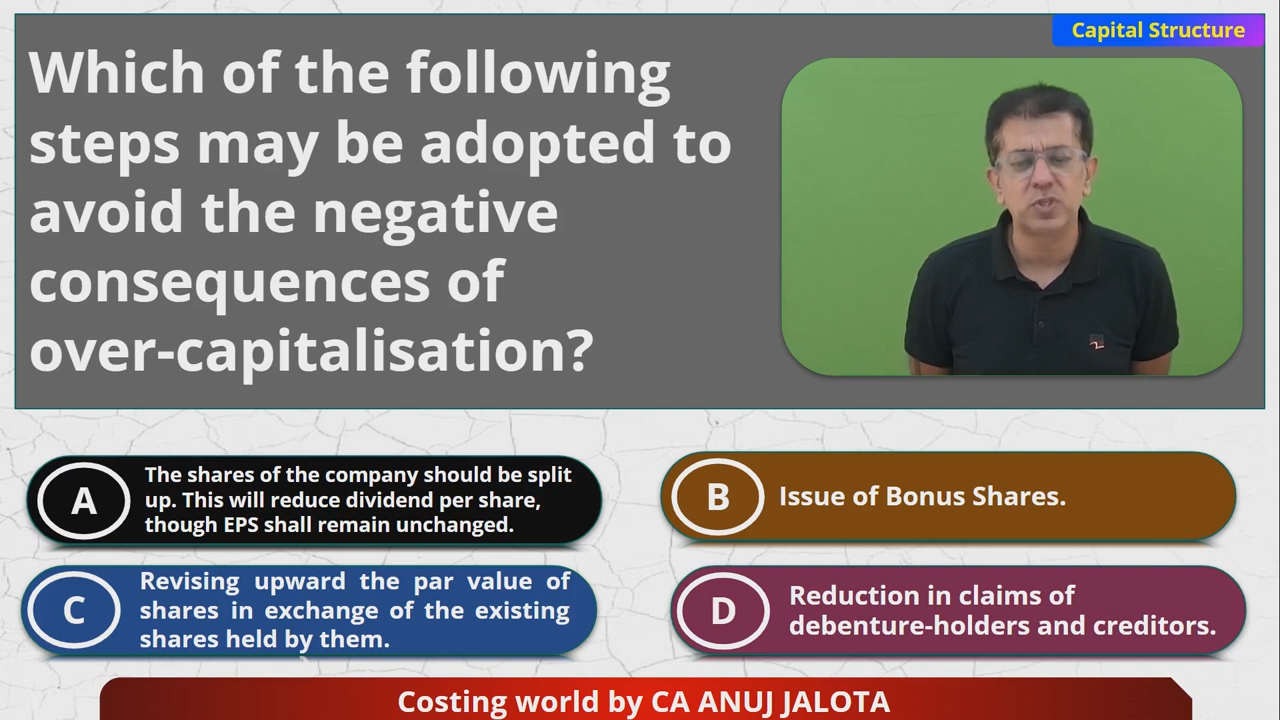 Capital Structure
Which of the following
steps may be adopted to
avoid the negative
consequences of
over-capitalisation?
A
The shares of the company should be split
up. This will reduce dividend per share,
though EPS shall remain unchanged.
B
Issue of Bonus Shares.
C
Revising upward the par value of
shares in exchange of the existing
shares held by them.
D
Reduction in claims of
debenture-holders and creditors.
Costing world by CA ANUJ JALOTA